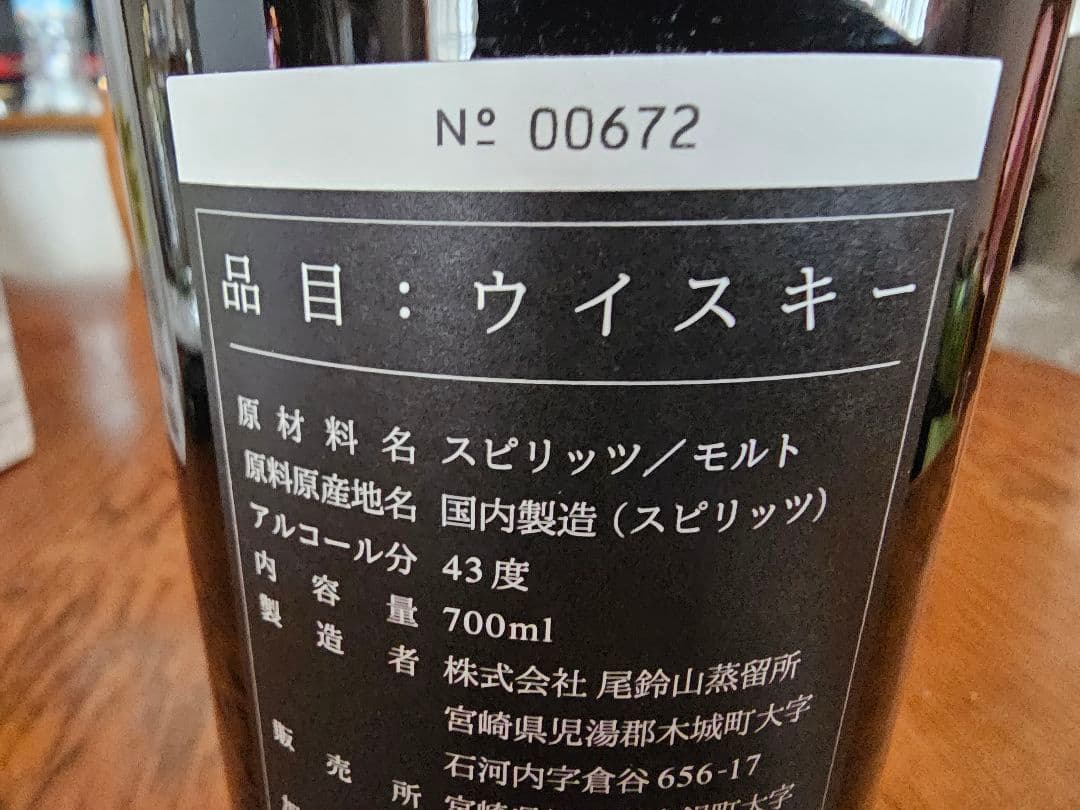 Nº 00672
品目：ウイスキー
原材料名 スピリッツ／モルト
原料原産地名 国内製造（スピリッツ）
アルコール分 43度
内容量 700ml
製造者 株式会社 尾鈴山蒸留所
宮崎県児湯郡木城町大字
石河内字倉谷656-17
販売所